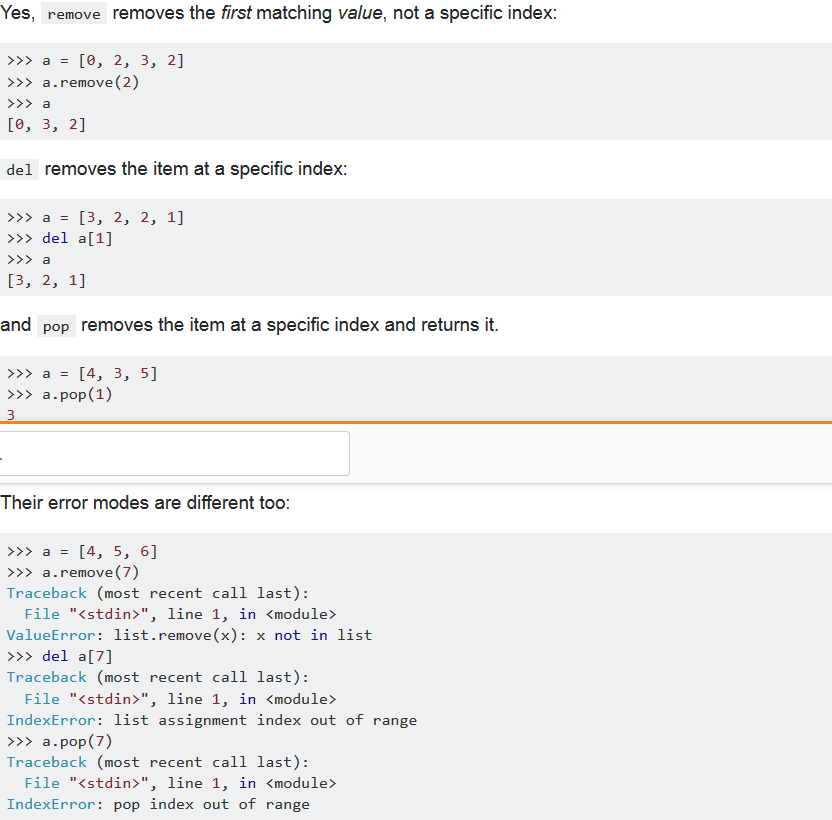 Yes, remove removes the first matching value, not a specific index:
>>> a = [0, 2, 3, 2]
>>> a.remove(2)
>>> a
[0, 3, 2]
del removes the item at a specific index:
>>> a = [3, 2, 2, 1]
>>> del a[1]
>>> a
[3, 2, 1]
and pop removes the item at a specific index and returns it.
>>> a = [4, 3, 5]
>>> a.pop(1)
3
Their error modes are different too:
>>> a = [4, 5, 6]
>>> a.remove(7)
Traceback (most recent call last):
  File "<stdin>", line 1, in <module>
ValueError: list.remove(x): x not in list
>>> del a[7]
Traceback (most recent call last):
  File "<stdin>", line 1, in <module>
IndexError: list assignment index out of range
>>> a.pop(7)
Traceback (most recent call last):
  File "<stdin>", line 1, in <module>
IndexError: pop index out of range